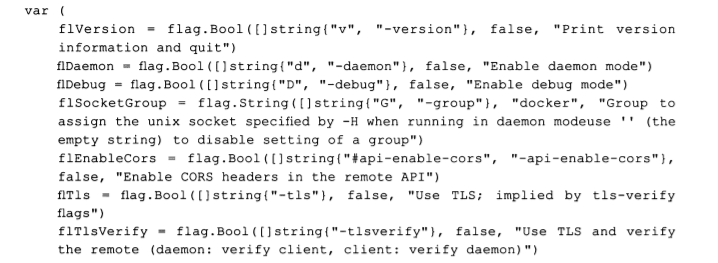 var (
flVersion = flag.Bool([]string{"v", "-version"}, false, "Print version
information and quit")
flDaemon = flag.Bool([]string{"d", "-daemon"}, false, "Enable daemon mode")
flDebug = flag.Bool([]string{"D", "-debug"}, false, "Enable debug mode")
flSocketGroup = flag.String([]string{"G", "-group"}, "docker", "Group to
assign the unix socket specified by -H when running in daemon modeuse '' (the
empty string) to disable setting of a group")
flEnableCors = flag.Bool([]string{"#api-enable-cors", "-api-enable-cors"},
false, "Enable CORS headers in the remote API")
flTls = flag.Bool([]string{"-tls"}, false, "Use TLS; implied by tls-verify
flags")
flTlsVerify = flag.Bool([]string{"-tlsverify"}, false, "Use TLS and verify
the remote (daemon: verify client, client: verify daemon)")